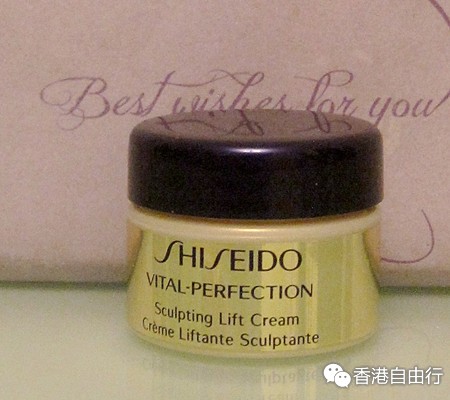 Best wishes for you
SHISEIDO
VITAL-PERFECTION
Sculpting Lift Cream
Crème Liftante Sculptante
香港自由行